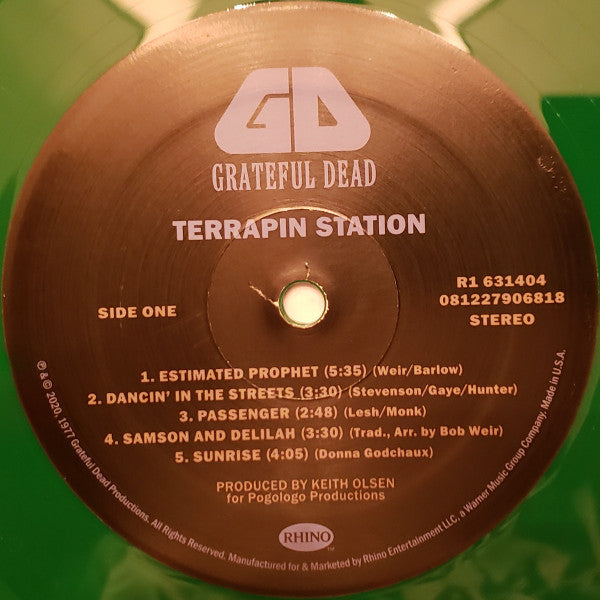 GD
GRATEFUL DEAD
TERRAPIN STATION
SIDE ONE
R1 631404
081227906818
STEREO
1. ESTIMATED PROPHET (5:35) (Weir/Barlow)
2. DANCIN' IN THE STREETS (3:30) (Stevenson/Gaye/Hunter)
3. PASSENGER (2:48) (Lesh/Monk)
4. SAMSON AND DELILAH (3:30) (Trad., Arr. by Bob Weir)
5. SUNRISE (4:05) (Donna Godchaux)
PRODUCED BY KEITH OLSEN
for Pogologo Productions
RHINO™
℗ & © 2020, 1977 Grateful Dead Productions. All Rights Reserved. Manufactured for & Marketed by Rhino Entertainment LLC, a Warner Music Group Company. Made in U.S.A.